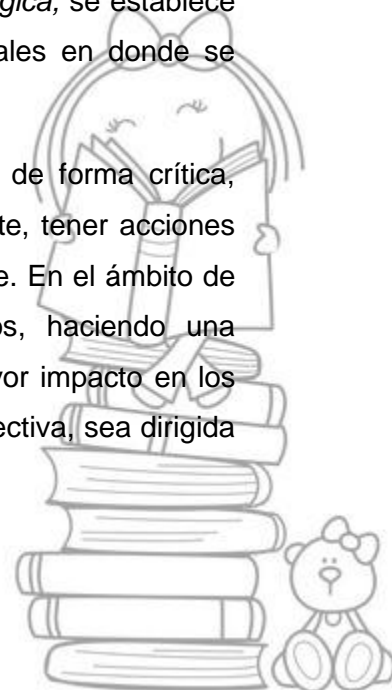 gica, se establece
ales en donde se
de forma crítica,
te, tener acciones
e. En el ámbito de
os, haciendo una
yor impacto en los
ectiva, sea dirigida